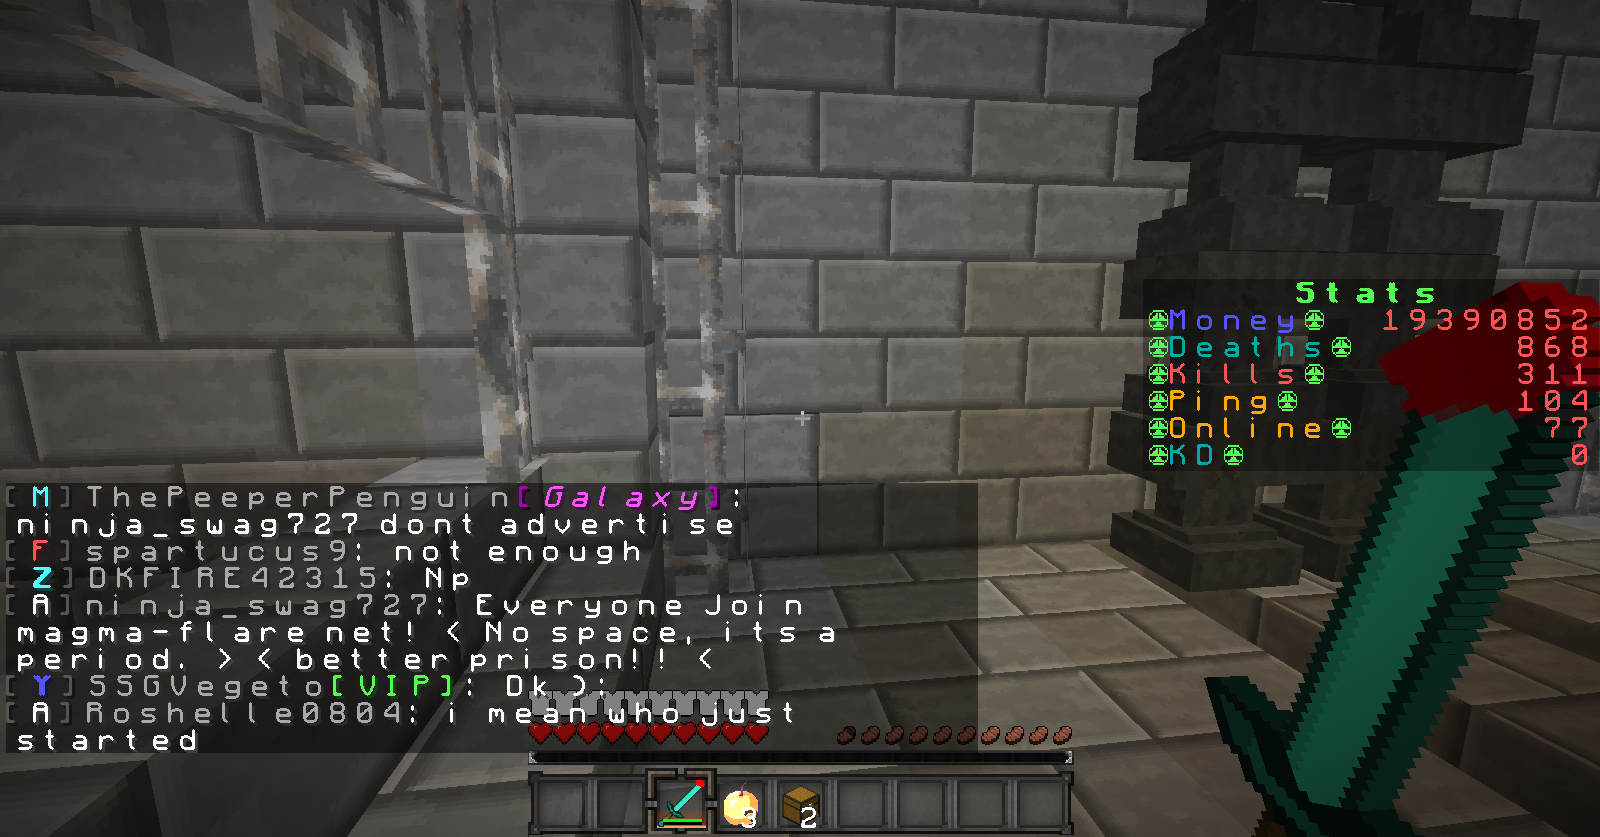 [M] ThePeeperPenguin[Galaxy]:
ninja_swag727 dont advertise
[F] spartucus9: not enough
[Z] DKFIRE42315: Np
[A] ninja_swag727: Everyone Join
magma-flare net! < No space, its a
period. > < better prison!! <
[Y] SSGVegeto[VIP]: Ok ):
[A] Roshelle0804: i mean who just
started
Stats
Money 19390852
Deaths 868
Kills 311
Ping 104
Online 77
KD 0
3
2